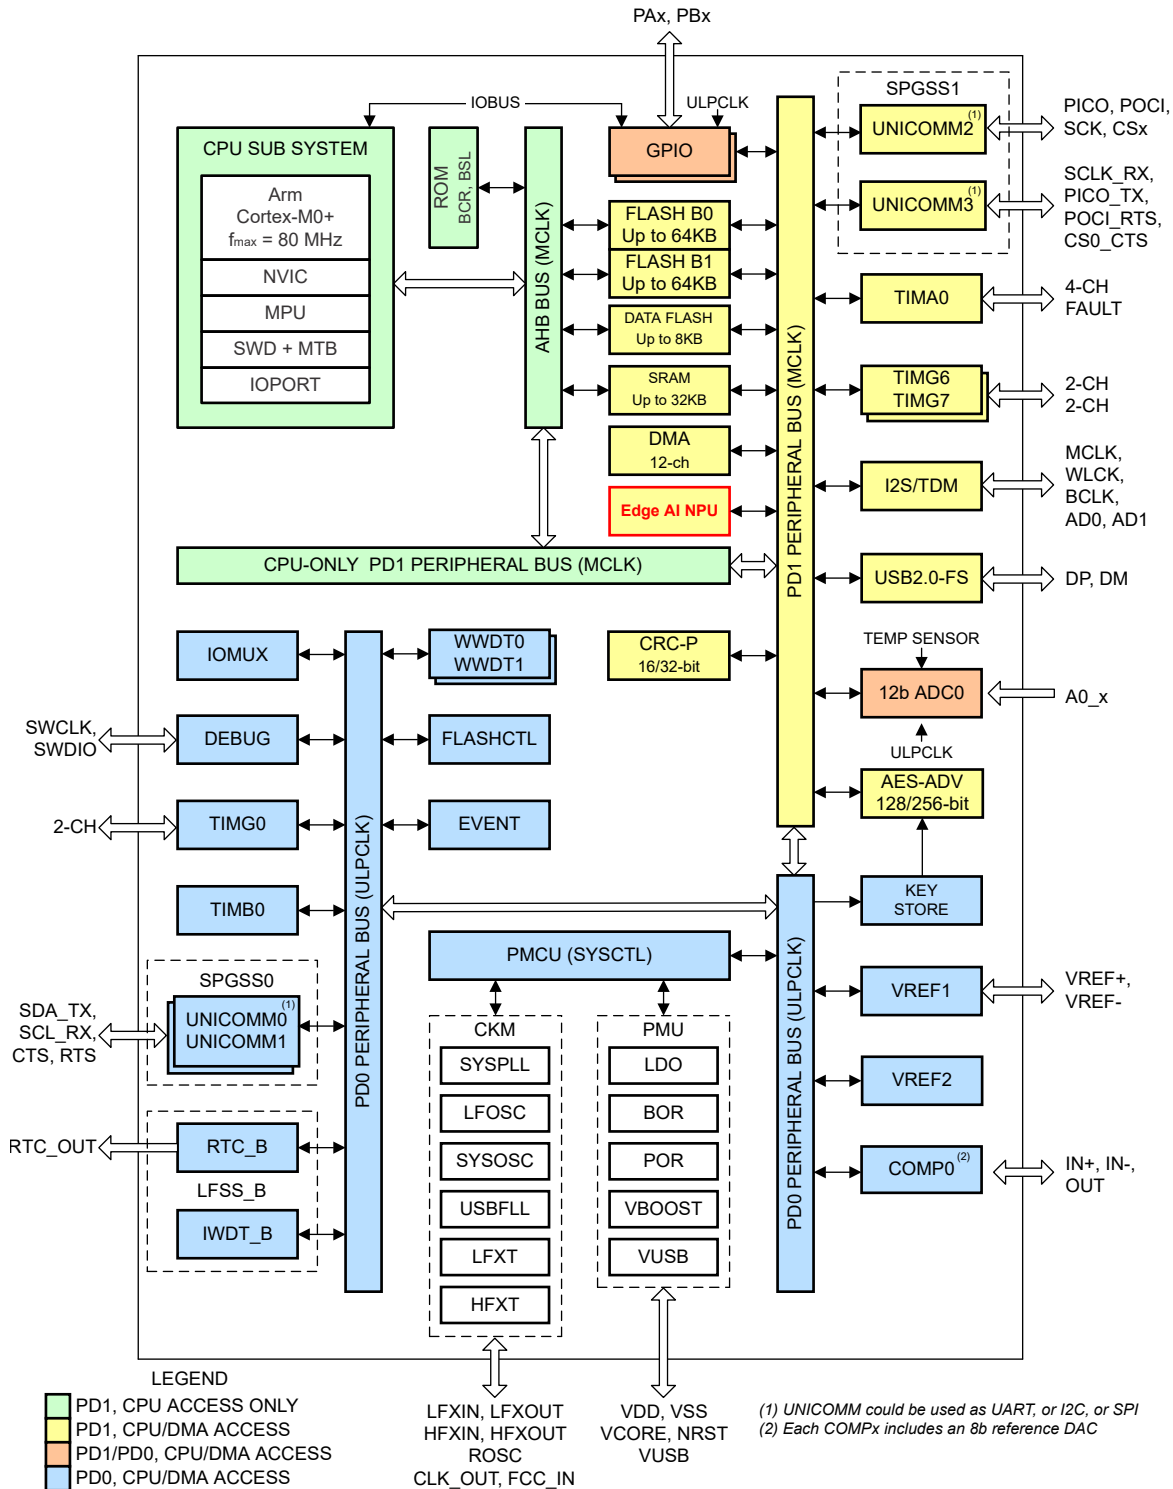 PAx, PBx
IOBUS
ULPCLK
CPU SUB SYSTEM
Arm
Cortex-M0+
fmax = 80 MHz
NVIC
MPU
SWD + MTB
IOPORT
ROM
BCR, BSL
AHB BUS (MCLK)
GPIO
FLASH B0
Up to 64KB
FLASH B1
Up to 64KB
DATA FLASH
Up to 8KB
SRAM
Up to 32KB
DMA
12-ch
Edge AI NPU
CPU-ONLY PD1 PERIPHERAL BUS (MCLK)
CRC-P
16/32-bit
PD1 PERIPHERAL BUS (MCLK)
SPGSS1
UNICOMM2 (1)
UNICOMM3 (1)
TIMA0
TIMG6
TIMG7
I2S/TDM
USB2.0-FS
TEMP SENSOR
12b ADC0
ULPCLK
AES-ADV
128/256-bit
KEY
STORE
VREF1
VREF2
COMP0 (2)
PICO, POCI,
SCK, CSx
SCLK_RX,
PICO_TX,
POCI_RTS,
CS0_CTS
4-CH
FAULT
2-CH
2-CH
MCLK,
WLCK,
BCLK,
AD0, AD1
DP, DM
A0_x
VREF+,
VREF-
IN+, IN-,
OUT
SWCLK,
SWDIO
2-CH
SDA_TX,
SCL_RX,
CTS, RTS
RTC_OUT
IOMUX
DEBUG
TIMG0
TIMB0
SPGSS0
UNICOMM0 (1)
UNICOMM1
RTC_B
LFSS_B
IWDT_B
PD0 PERIPHERAL BUS (ULPCLK)
WWDT0
WWDT1
FLASHCTL
EVENT
PMCU (SYSCTL)
CKM
SYSPLL
LFOSC
SYSOSC
USBFLL
LFXT
HFXT
PMU
LDO
BOR
POR
VBOOST
VUSB
PD0 PERIPHERAL BUS (ULPCLK)
LEGEND
PD1, CPU ACCESS ONLY
PD1, CPU/DMA ACCESS
PD1/PD0, CPU/DMA ACCESS
PD0, CPU/DMA ACCESS
LFXIN, LFXOUT
HFXIN, HFXOUT
ROSC
CLK_OUT, FCC_IN
VDD, VSS
VCORE, NRST
VUSB
(1) UNICOMM could be used as UART, or I2C, or SPI
(2) Each COMPx includes an 8b reference DAC